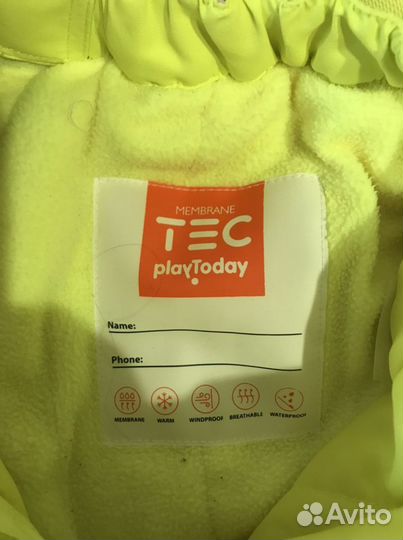 MEMBRANE
TEC
playToday
Name:
Phone:
MEMBRANE WARM WINDPROOF BREATHABLE WATERPROOF
Avito